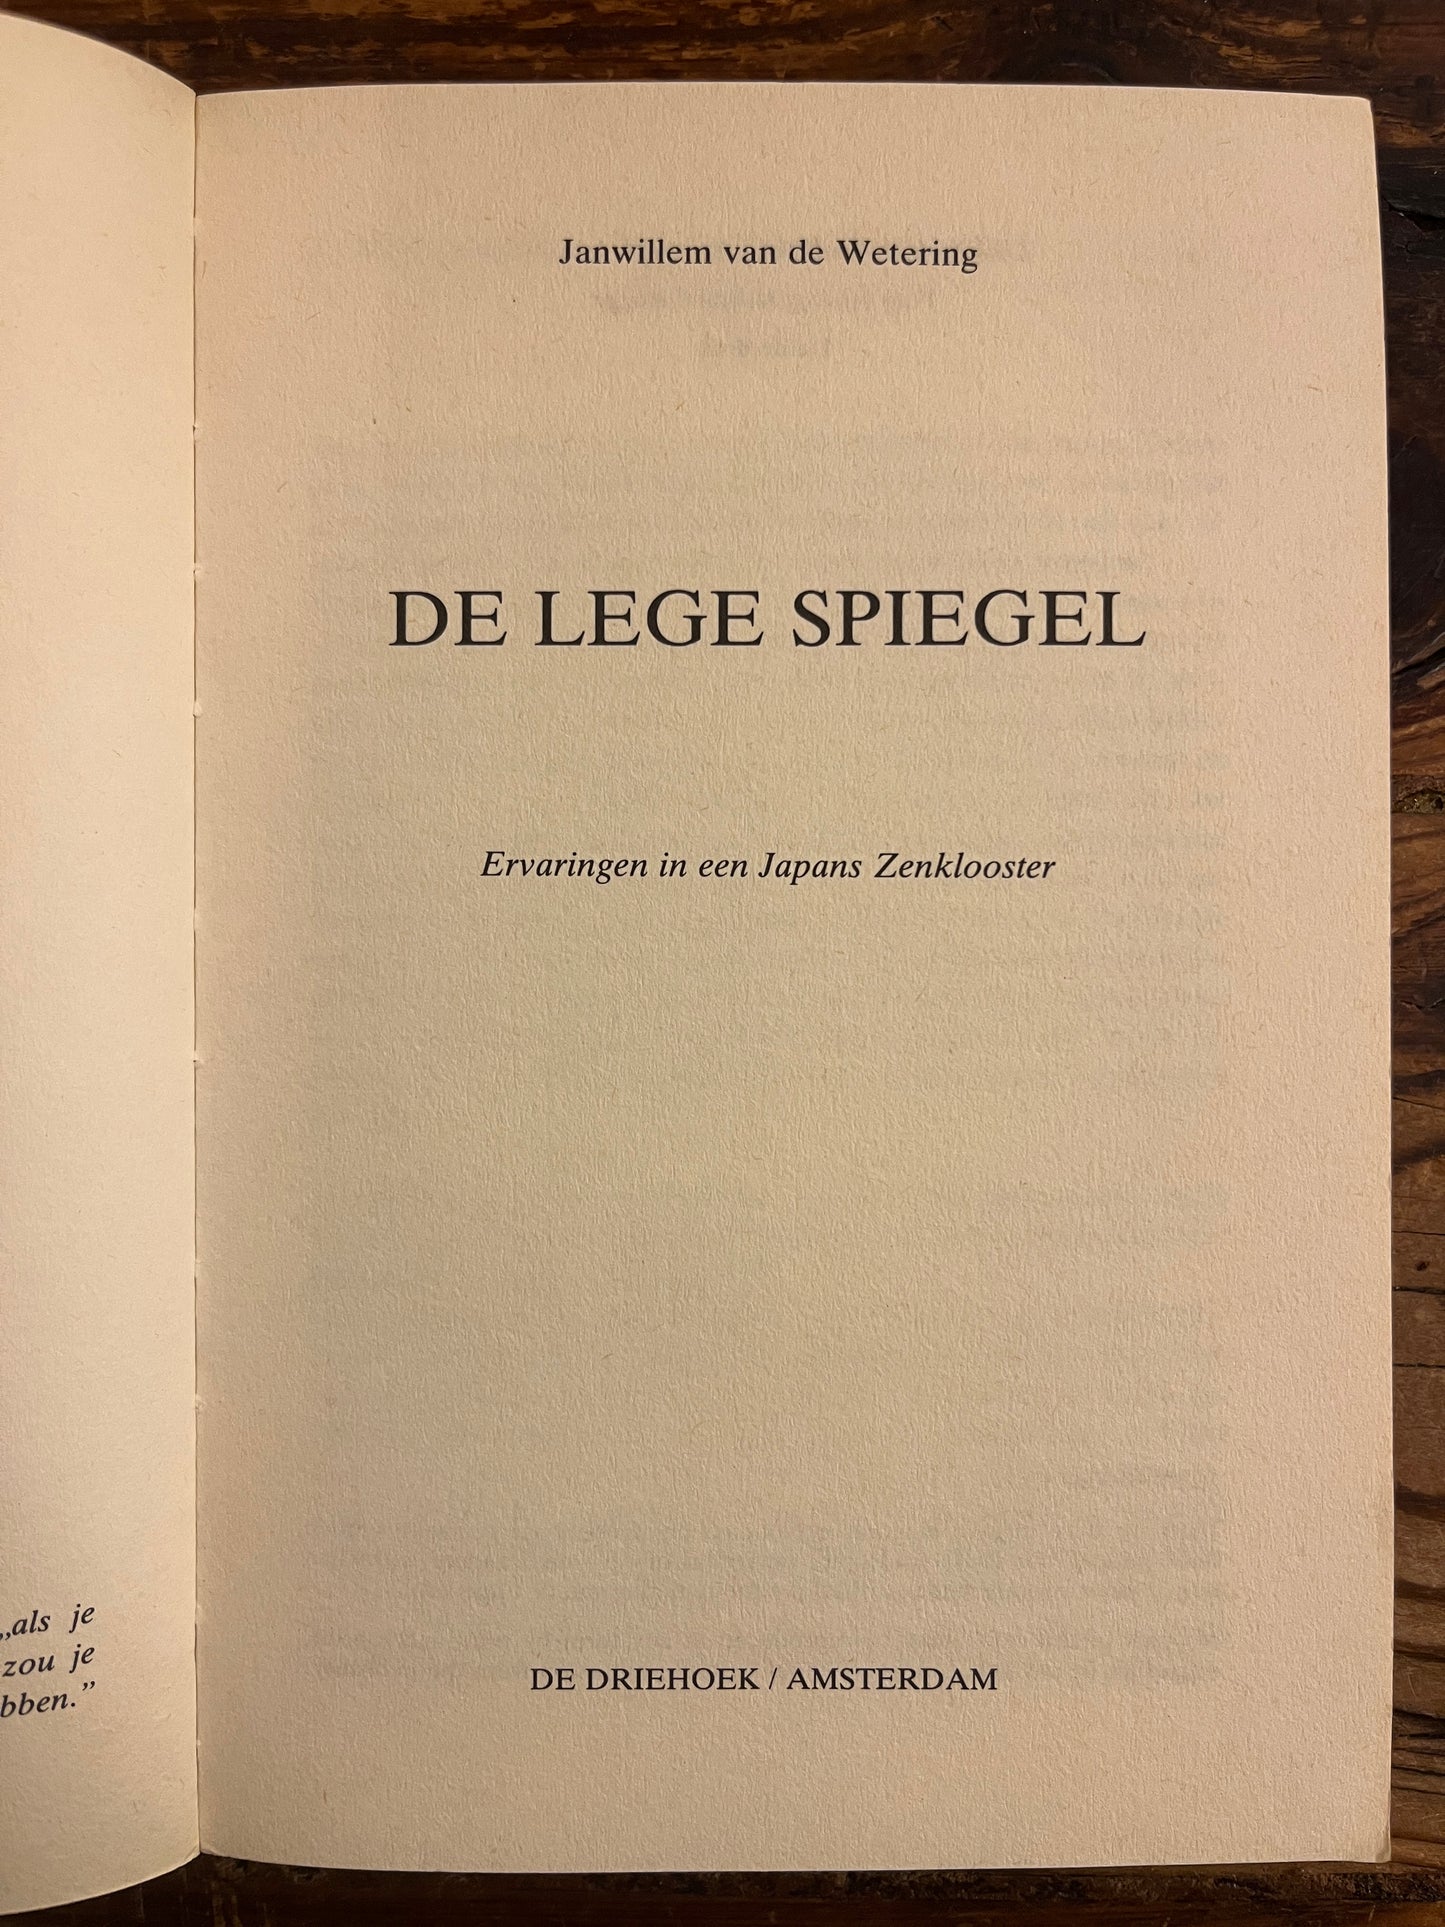 Janwillem van de Wetering
DE LEGE SPIEGEL
Ervaringen in een Japans Zenklooster
DE DRIEHOEK / AMSTERDAM
„als je
zou je
bben.”